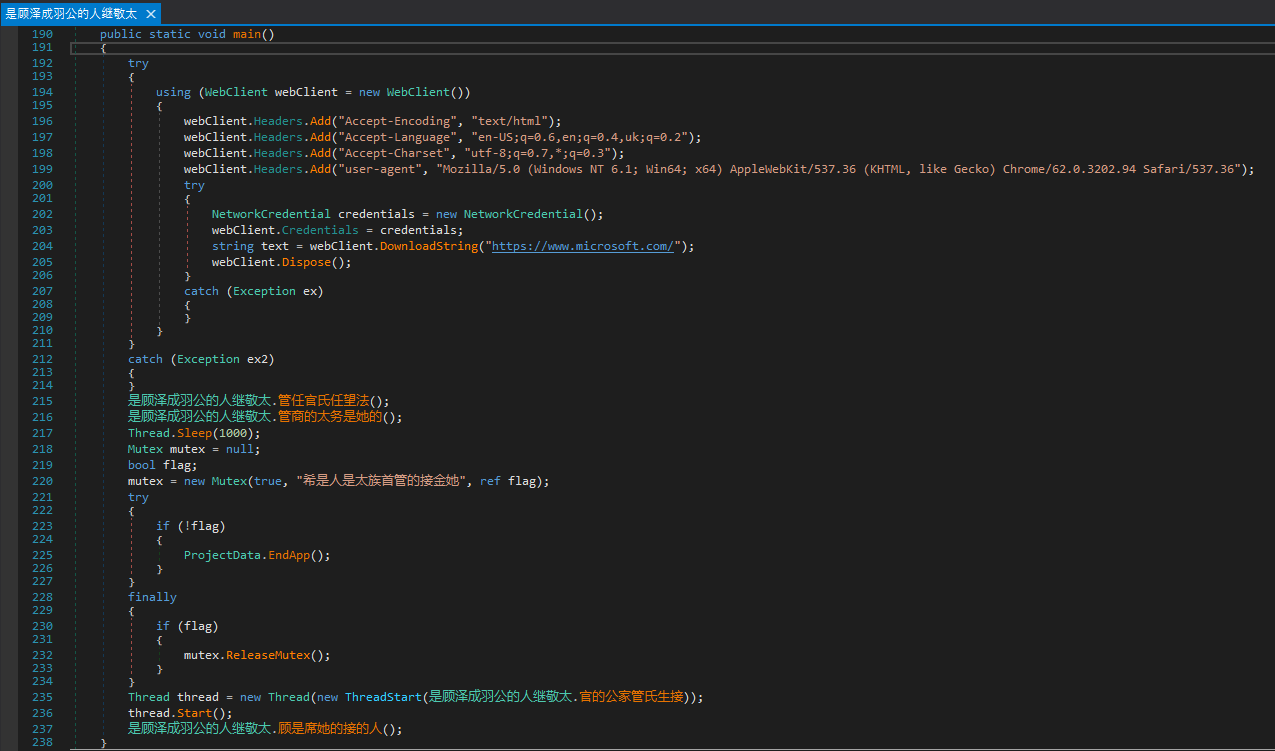 是顾泽成羽公的人继敬太 ✕
190 public static void main()
191 {
192 try
193 {
194 using (WebClient webClient = new WebClient())
195 {
196 webClient.Headers.Add("Accept-Encoding", "text/html");
197 webClient.Headers.Add("Accept-Language", "en-US;q=0.6,en;q=0.4,uk;q=0.2");
198 webClient.Headers.Add("Accept-Charset", "utf-8;q=0.7,*;q=0.3");
199 webClient.Headers.Add("user-agent", "Mozilla/5.0 (Windows NT 6.1; Win64; x64) AppleWebKit/537.36 (KHTML, like Gecko) Chrome/62.0.3202.94 Safari/537.36");
200 try
201 {
202 NetworkCredential credentials = new NetworkCredential();
203 webClient.Credentials = credentials;
204 string text = webClient.DownloadString("https://www.microsoft.com/");
205 webClient.Dispose();
206 }
207 catch (Exception ex)
208 {
209 }
210 }
211 }
212 catch (Exception ex2)
213 {
214 }
215 是顾泽成羽公的人继敬太.管任官氏任望法();
216 是顾泽成羽公的人继敬太.管商的太务是她的();
217 Thread.Sleep(1000);
218 Mutex mutex = null;
219 bool flag;
220 mutex = new Mutex(true, "希是人是太族首管的接金她", ref flag);
221 try
222 {
223 if (!flag)
224 {
225 ProjectData.EndApp();
226 }
227 }
228 finally
229 {
230 if (flag)
231 {
232 mutex.ReleaseMutex();
233 }
234 }
235 Thread thread = new Thread(new ThreadStart(是顾泽成羽公的人继敬太.官的公家管氏生接));
236 thread.Start();
237 是顾泽成羽公的人继敬太.顾是席她的接的人();
238 }